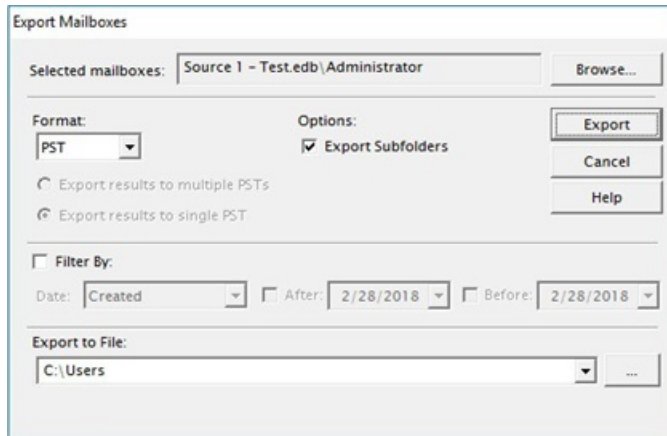 Export Mailboxes
Selected mailboxes: Source 1 - Test.edb\Administrator Browse...
Format: Options: Export
PST Export Subfolders
Cancel
Export results to multiple PSTs
Help
Export results to single PST
Filter By:
Date: Created After: 2/28/2018 Before: 2/28/2018
Export to File:
C:\Users ...